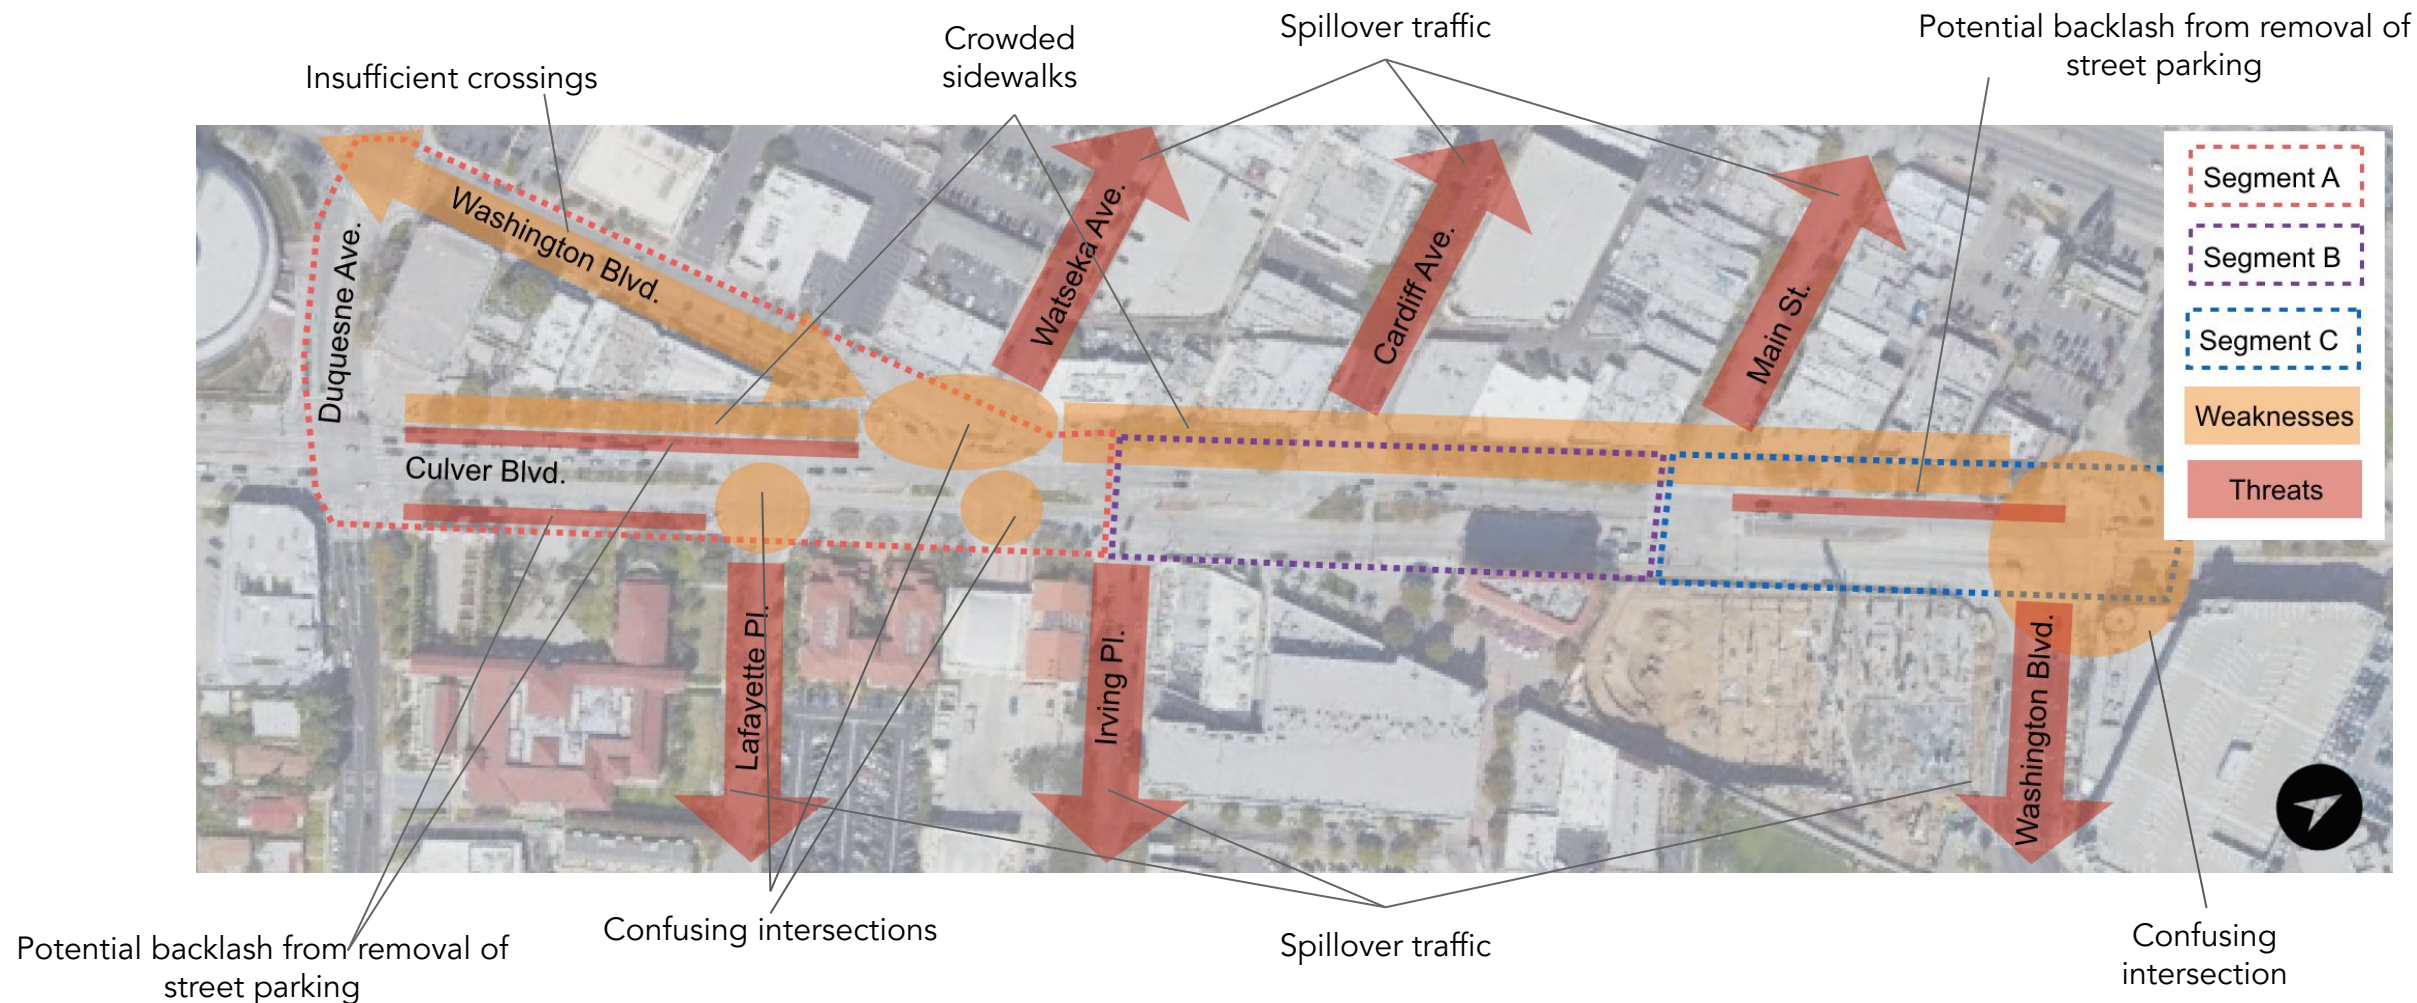 Spillover traffic
Potential backlash from removal of
street parking
Crowded
sidewalks
Insufficient crossings
Segment A
Segment B
Segment C
Weaknesses
Threats
Washington Blvd.
Duquesne Ave.
Watseka Ave.
Cardiff Ave.
Main St.
Culver Blvd.
Lafayette Pl.
Irving Pl.
Washington Blvd.
Potential backlash from removal of
street parking
Confusing intersections
Spillover traffic
Confusing
intersection